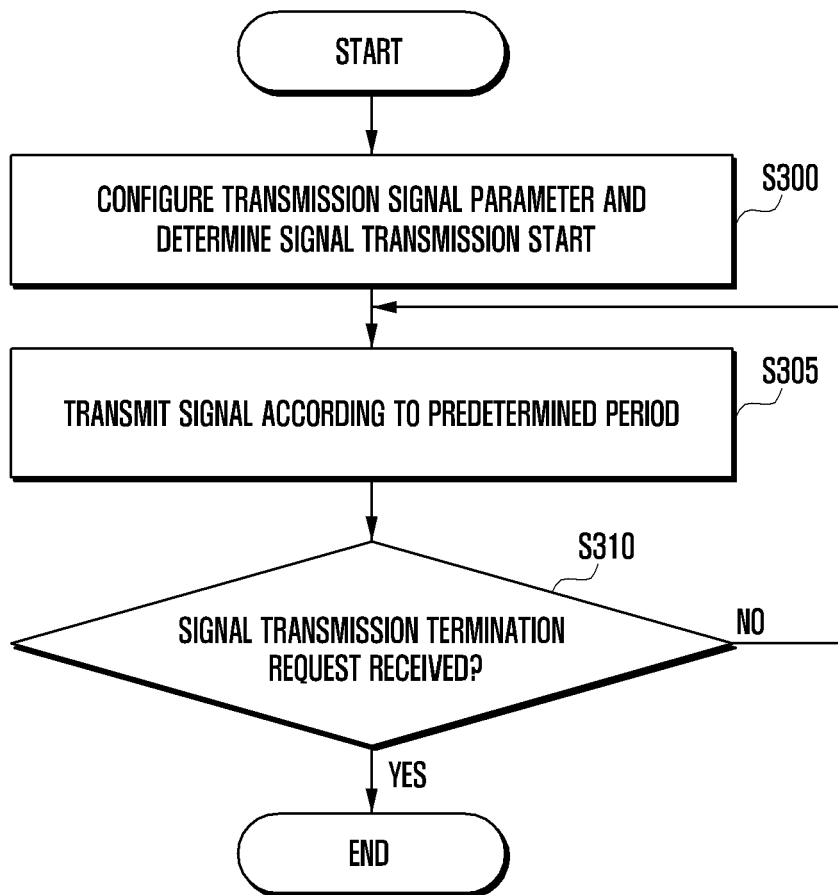 START
CONFIGURE TRANSMISSION SIGNAL PARAMETER AND
DETERMINE SIGNAL TRANSMISSION START
S300
TRANSMIT SIGNAL ACCORDING TO PREDETERMINED PERIOD
S305
S310
SIGNAL TRANSMISSION TERMINATION
REQUEST RECEIVED?
NO
YES
END